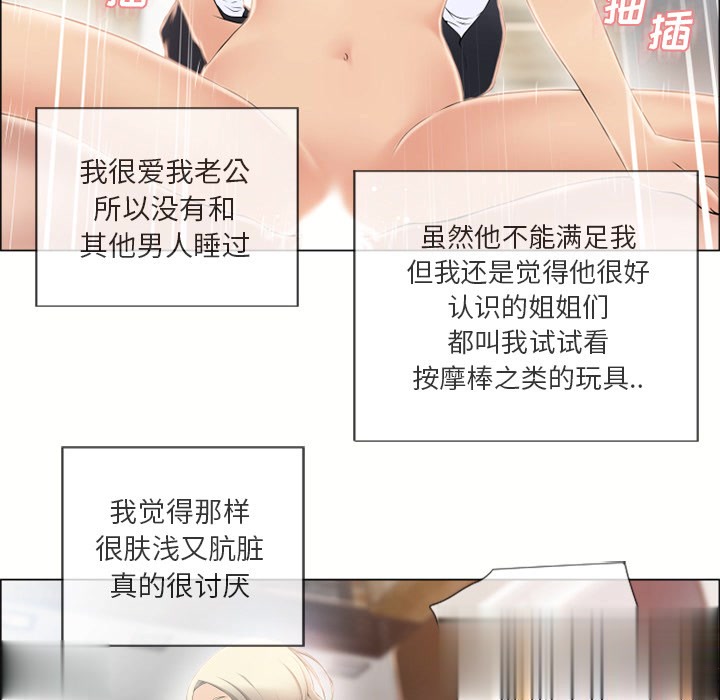 抽插
我很爱我老公
所以没有和
其他男人睡过
虽然他不能满足我
但我还是觉得他很好
认识的姐姐们
都叫我试试看
按摩棒之类的玩具..
我觉得那样
很肤浅又肮脏
真的很讨厌